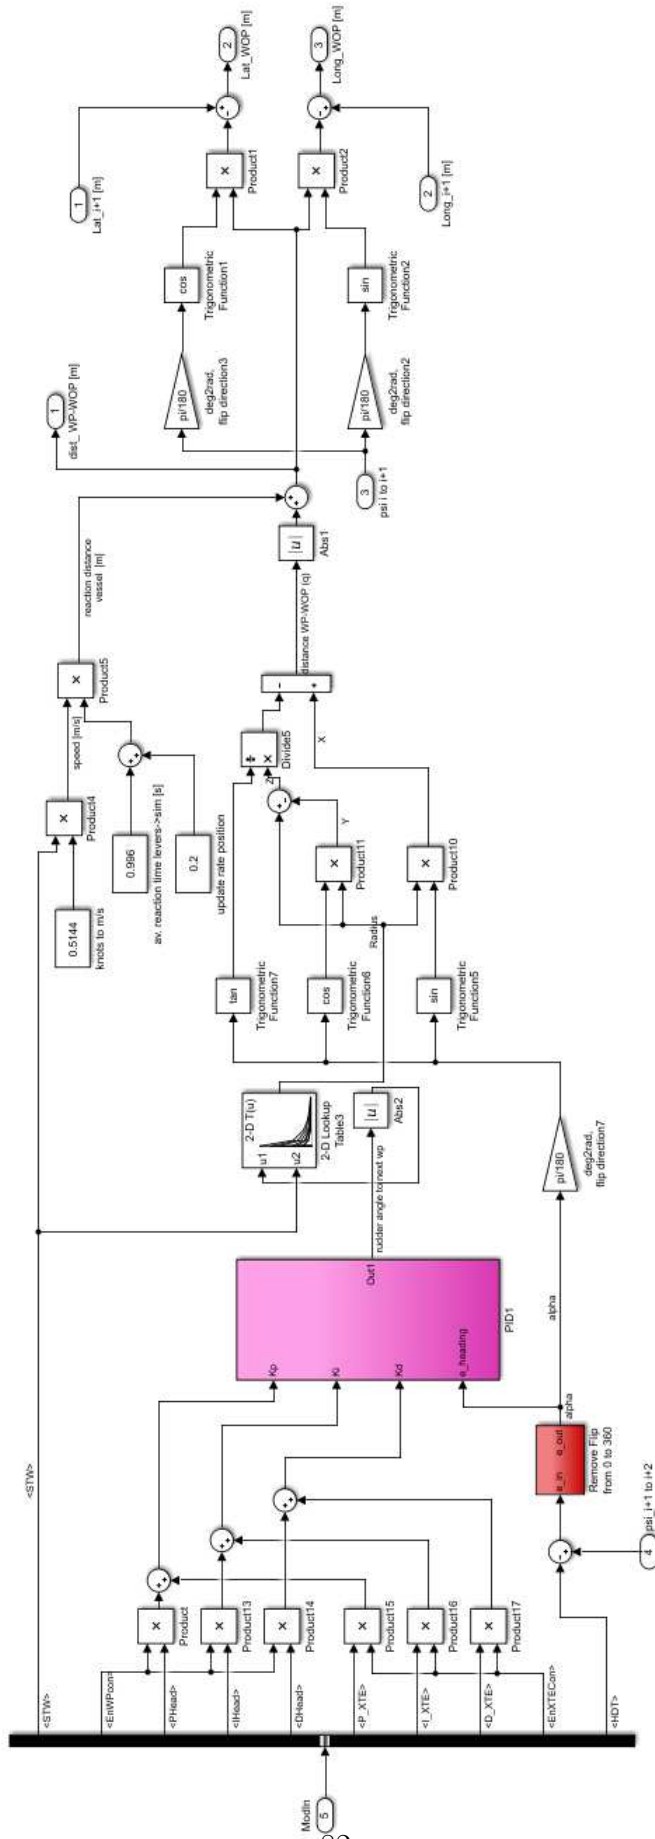 5
ModIn
<STW>
<EnWPcon>
<PHead>
<IHead>
<DHead>
<P_XTE>
<I_XTE>
<D_XTE>
<EnXTECon>
<HDT>
<STW>
×
Product
×
Product13
×
Product14
×
Product15
×
Product16
×
Product17
4
psi_i+1 to i+2
e_in
e_out
Remove Flip
from 0 to 360
alpha
alpha
Kp
Ki
Kd
e_heading
Out1
PID1
rudder angle to next wp
u1
u2
2-D T(u)
2-D Lookup
Table3
|u|
Abs2
pi/180
deg2rad,
flip direction7
tan
Trigonometric
Function7
cos
Trigonometric
Function6
sin
Trigonometric
Function5
Radius
×
Product11
×
Product10
Y
Z
X
÷
×
Divide5
0.5144
knots to m/s
×
Product4
speed [m/s]
0.996
av. reaction time levers->sim [s]
0.2
update rate position
×
Product5
reaction distance
vessel [m]
-
+
distance WP-WOP (q)
|u|
Abs1
1
dist_ WP-WOP [m]
3
psi i to i+1
pi/180
deg2rad,
flip direction3
pi/180
deg2rad,
flip direction2
cos
Trigonometric
Function1
sin
Trigonometric
Function2
1
Lat_i+1 [m]
×
Product1
×
Product2
2
Long_i+1 [m]
2
Lat_WOP [m]
3
Long_WOP [m]